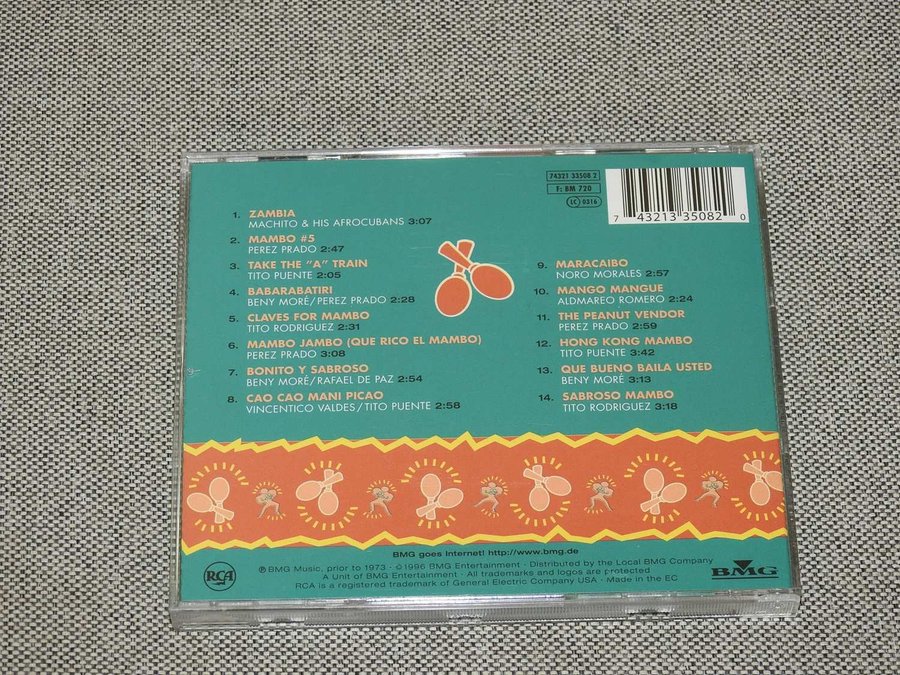 74321 33508 2
F: BM 720
LC 0316
7 43213 35082 0
1. ZAMBIA
MACHITO & HIS AFROCUBANS 3:07
2. MAMBO #5
PEREZ PRADO 2:47
3. TAKE THE "A" TRAIN
TITO PUENTE 2:05
4. BABARABATIRI
BENY MORÉ/PEREZ PRADO 2:28
5. CLAVES FOR MAMBO
TITO RODRIGUEZ 2:31
6. MAMBO JAMBO (QUE RICO EL MAMBO)
PEREZ PRADO 3:08
7. BONITO Y SABROSO
BENY MORÉ/RAFAEL DE PAZ 2:54
8. CAO CAO MANI PICAO
VINCENTICO VALDES/TITO PUENTE 2:58
9. MARACAIBO
NORO MORALES 2:57
10. MANGO MANGUE
ALDMAREO ROMERO 2:24
11. THE PEANUT VENDOR
PEREZ PRADO 2:59
12. HONG KONG MAMBO
TITO PUENTE 3:42
13. QUE BUENO BAILA USTED
BENY MORÉ 3:13
14. SABROSO MAMBO
TITO RODRIGUEZ 3:18
BMG goes Internet! http://www.bmg.de
RCA
℗ BMG Music, prior to 1973. · ©1996 BMG Entertainment · Distributed by the Local BMG Company
A Unit of BMG Entertainment · All trademarks and logos are protected
RCA is a registered trademark of General Electric Company USA · Made in the EC
BMG